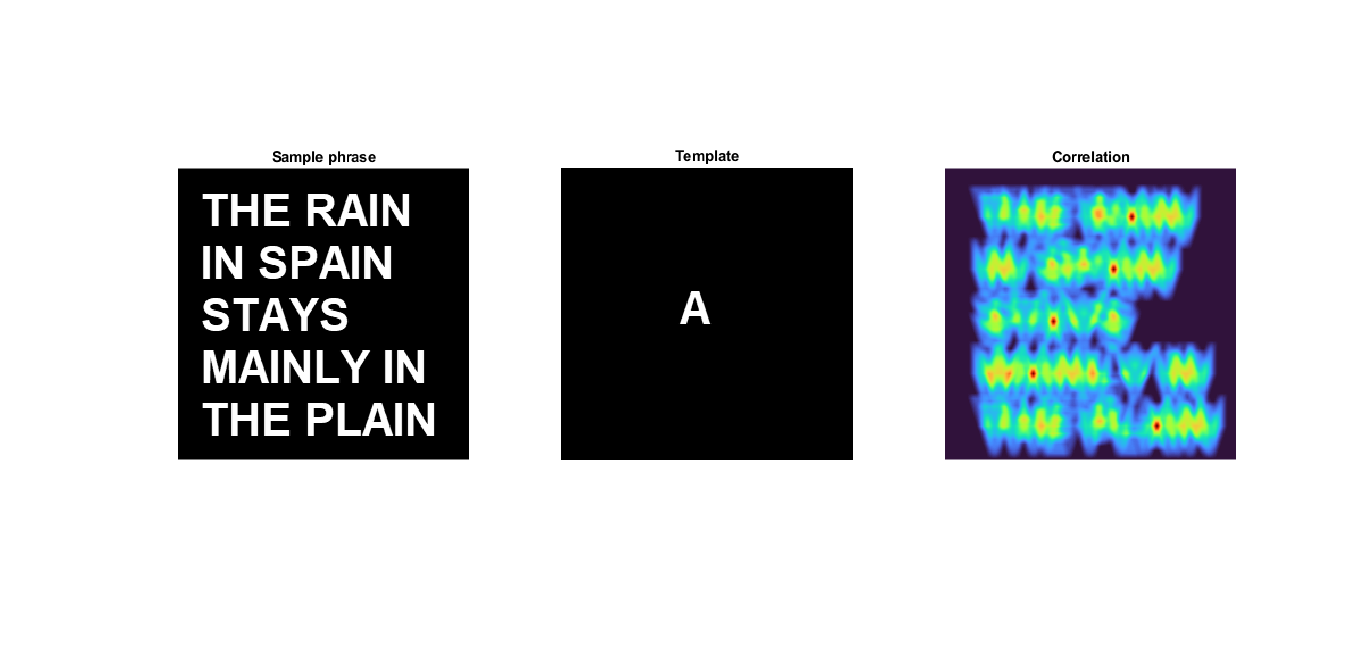 Sample phrase
THE RAIN
IN SPAIN
STAYS
MAINLY IN
THE PLAIN
Template
A
Correlation